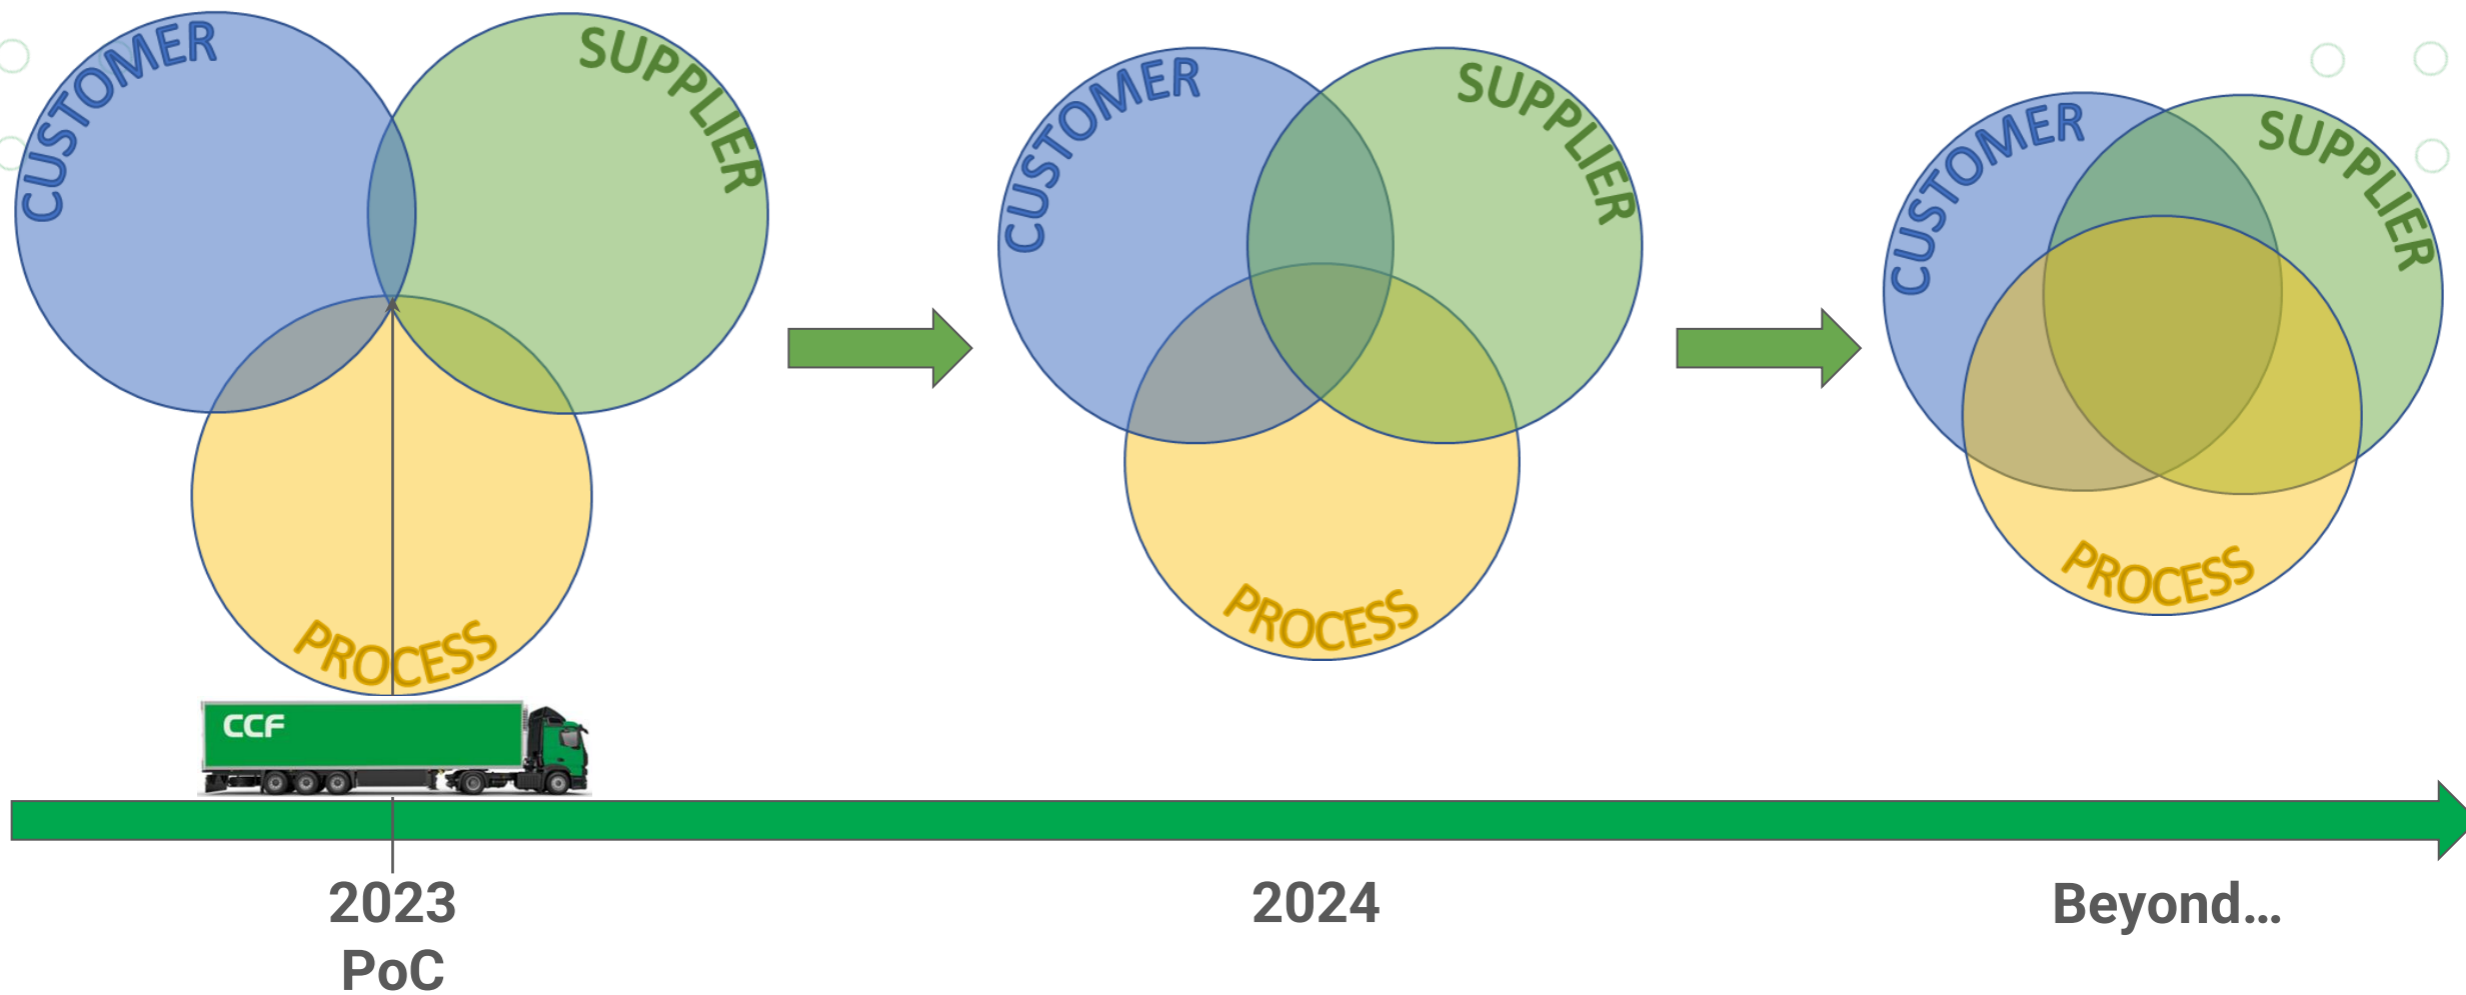 CUSTOMER
SUPPLIER
PROCESS
CUSTOMER
SUPPLIER
PROCESS
CUSTOMER
SUPPLIER
PROCESS
CCF
2023
PoC
2024
Beyond...